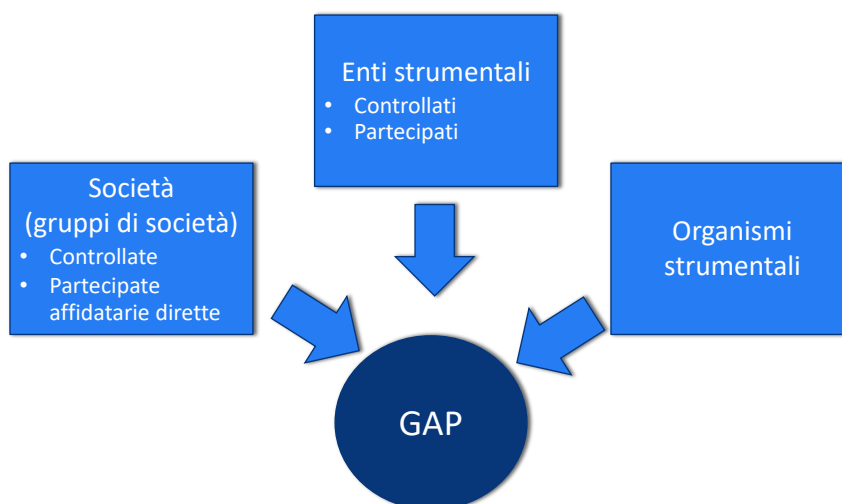 Enti strumentali
• Controllati
• Partecipati
Società
(gruppi di società)
• Controllate
• Partecipate
affidatarie dirette
Organismi
strumentali
GAP